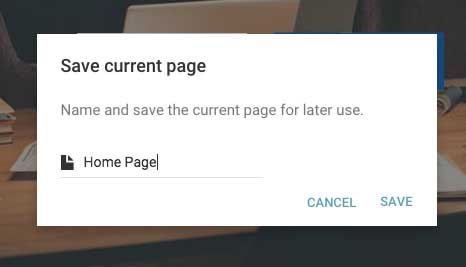 Save current page
Name and save the current page for later use.
Home Page
CANCEL SAVE